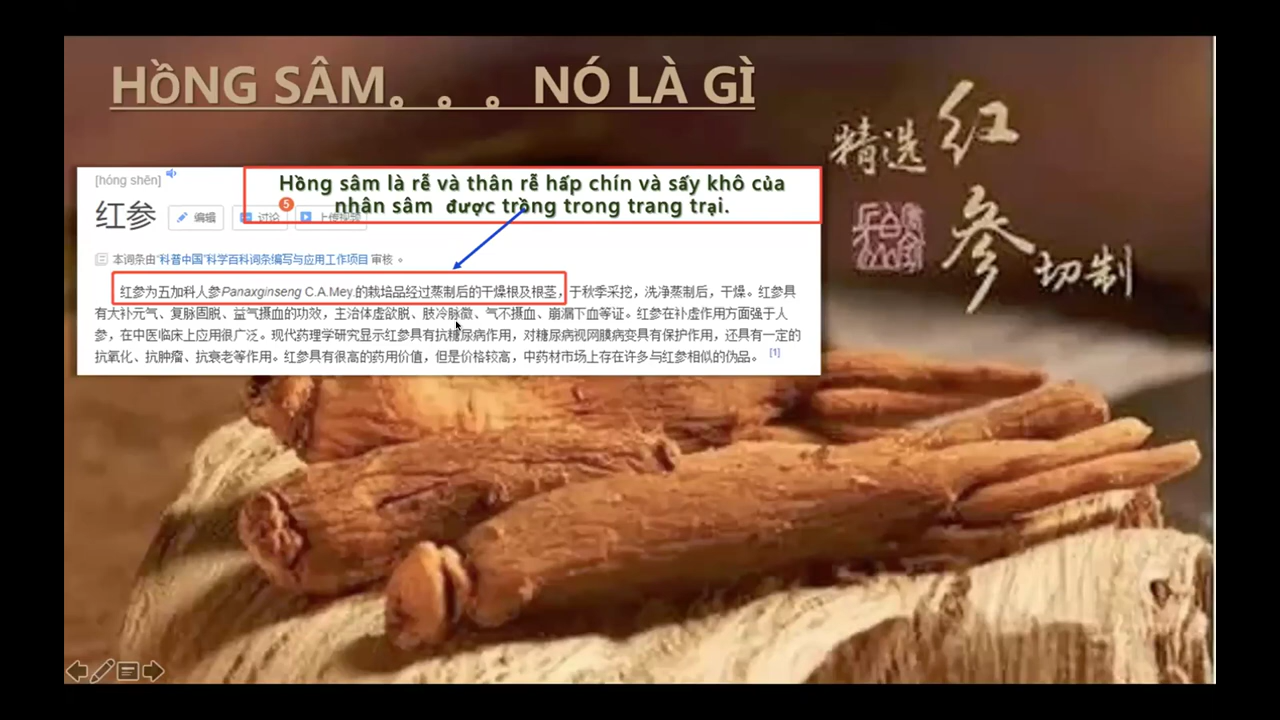 HỒNG SÂM。。。NÓ LÀ GÌ
精选
红
参
切制
[hóng shēn]
Hồng sâm là rễ và thân rễ hấp chín và sấy khô của
nhân sâm được trồng trong trang trại.
红参
编辑
5
讨论
上传视频
本词条由“科普中国”科学百科词条编写与应用工作项目 审核 。
红参为五加科人参Panaxginseng C.A.Mey.的栽培品经过蒸制后的干燥根及根茎，于秋季采挖，洗净蒸制后，干燥。红参具
有大补元气、复脉固脱、益气摄血的功效，主治体虚欲脱、肢冷脉微、气不摄血、崩漏下血等证。红参在补虚作用方面强于人
参，在中医临床上应用很广泛。现代药理学研究显示红参具有抗糖尿病作用，对糖尿病视网膜病变具有保护作用，还具有一定的
抗氧化、抗肿瘤、抗衰老等作用。红参具有很高的药用价值，但是价格较高，中药材市场上存在许多与红参相似的伪品。 [1]